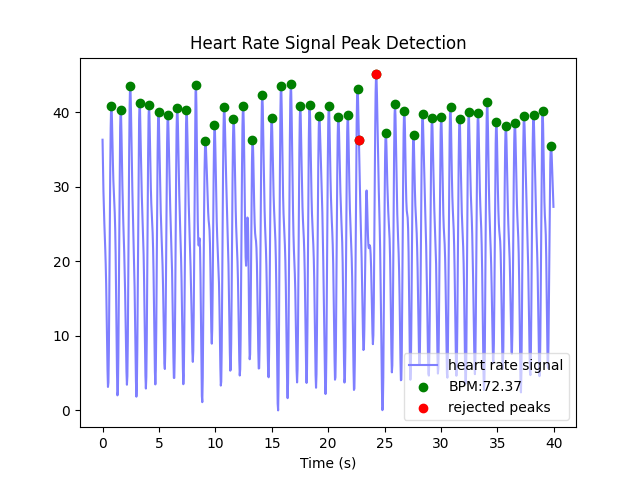 Heart Rate Signal Peak Detection
40
30
20
10
0
heart rate signal
BPM:72.37
rejected peaks
0 5 10 15 20 25 30 35 40
Time (s)